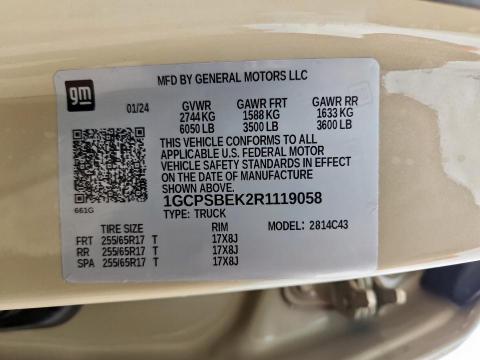 gm
MFD BY GENERAL MOTORS LLC
01/24 GVWR GAWR FRT GAWR RR
2744 KG 1588 KG 1633 KG
6050 LB 3500 LB 3600 LB
THIS VEHICLE CONFORMS TO ALL
APPLICABLE U.S. FEDERAL MOTOR
VEHICLE SAFETY STANDARDS IN EFFECT
ON THE DATE OF MANUFACTURE
SHOWN ABOVE.
661G
1GCPSBEK2R1119058
TYPE: TRUCK
TIRE SIZE RIM MODEL: 2814C43
FRT 255/65R17 T 17X8J
RR 255/65R17 T 17X8J
SPA 255/65R17 T 17X8J